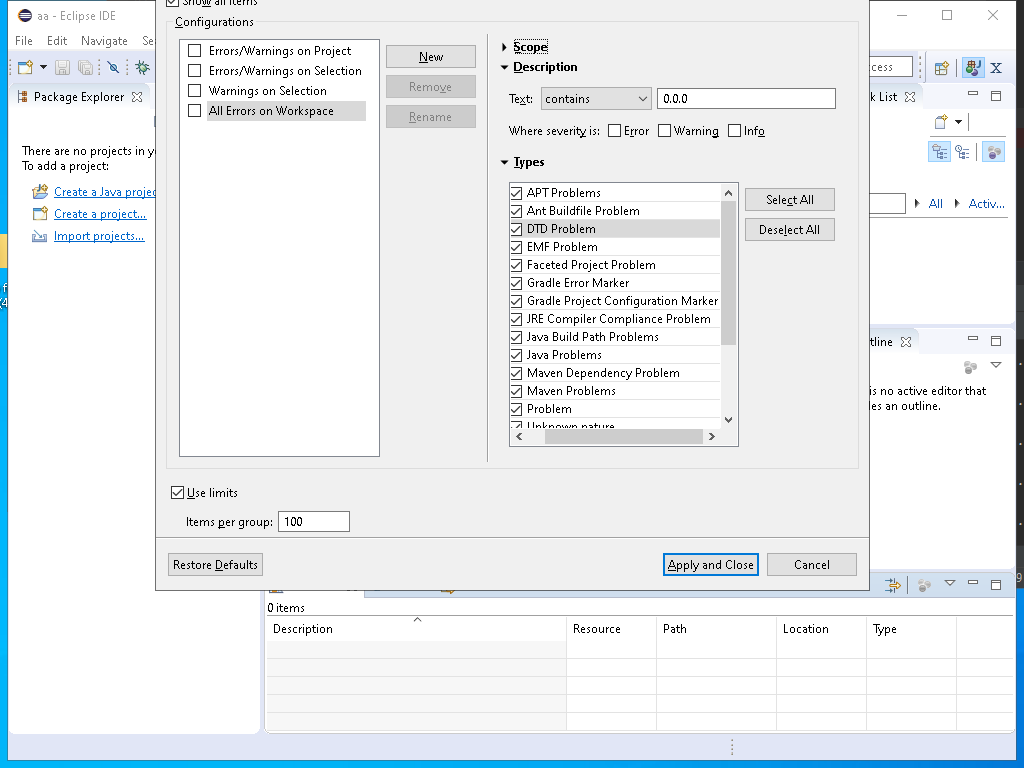 Show all items
aa - Eclipse IDE
Configurations
File Edit Navigate Se
Errors/Warnings on Project
Errors/Warnings on Selection
Warnings on Selection
All Errors on Workspace
New
Remove
Rename
Scope
Description
Text: contains 0.0.0
Where severity is: Error Warning Info
Types
APT Problems
Ant Buildfile Problem
DTD Problem
EMF Problem
Faceted Project Problem
Gradle Error Marker
Gradle Project Configuration Marker
JRE Compiler Compliance Problem
Java Build Path Problems
Java Problems
Maven Dependency Problem
Maven Problems
Problem
Unknown nature
Select All
Deselect All
cess
Package Explorer
k List
There are no projects in y
To add a project:
Create a Java projec
Create a project...
Import projects...
All Activ...
tline
is no active editor that
les an outline.
Use limits
Items per group: 100
Restore Defaults
Apply and Close
Cancel
0 items
Description Resource Path Location Type